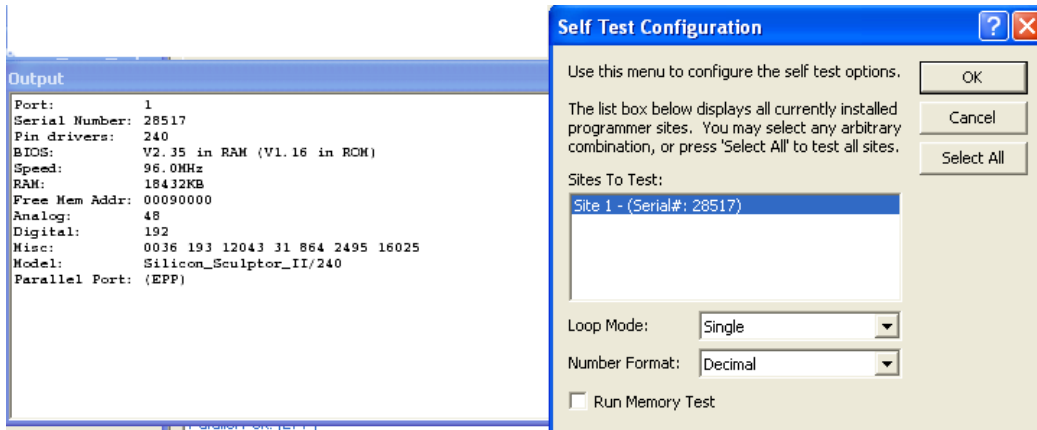 Output
Port: 1
Serial Number: 28517
Pin drivers: 240
BIOS: V2.35 in RAM (V1.16 in ROM)
Speed: 96.0MHz
RAM: 18432KB
Free Mem Addr: 00090000
Analog: 48
Digital: 192
Misc: 0036 193 12043 31 864 2495 16025
Model: Silicon_Sculptor_II/240
Parallel Port: (EPP)
Self Test Configuration
Use this menu to configure the self test options.
The list box below displays all currently installed
programmer sites. You may select any arbitrary
combination, or press 'Select All' to test all sites.
Sites To Test:
Site 1 - (Serial#: 28517)
Loop Mode: Single
Number Format: Decimal
Run Memory Test
OK
Cancel
Select All